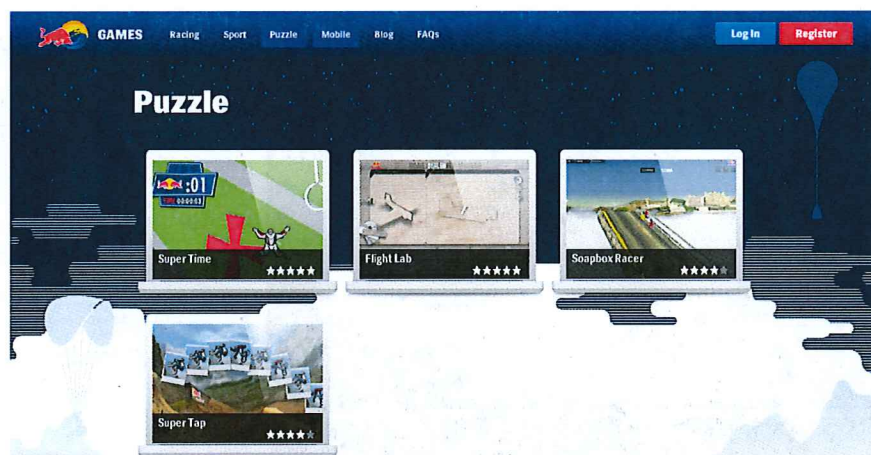 GAMES
Racing
Sport
Puzzle
Mobile
Blog
FAQs
Log In
Register
Puzzle
:01
Super Time
Flight Lab
Soapbox Racer
Super Tap